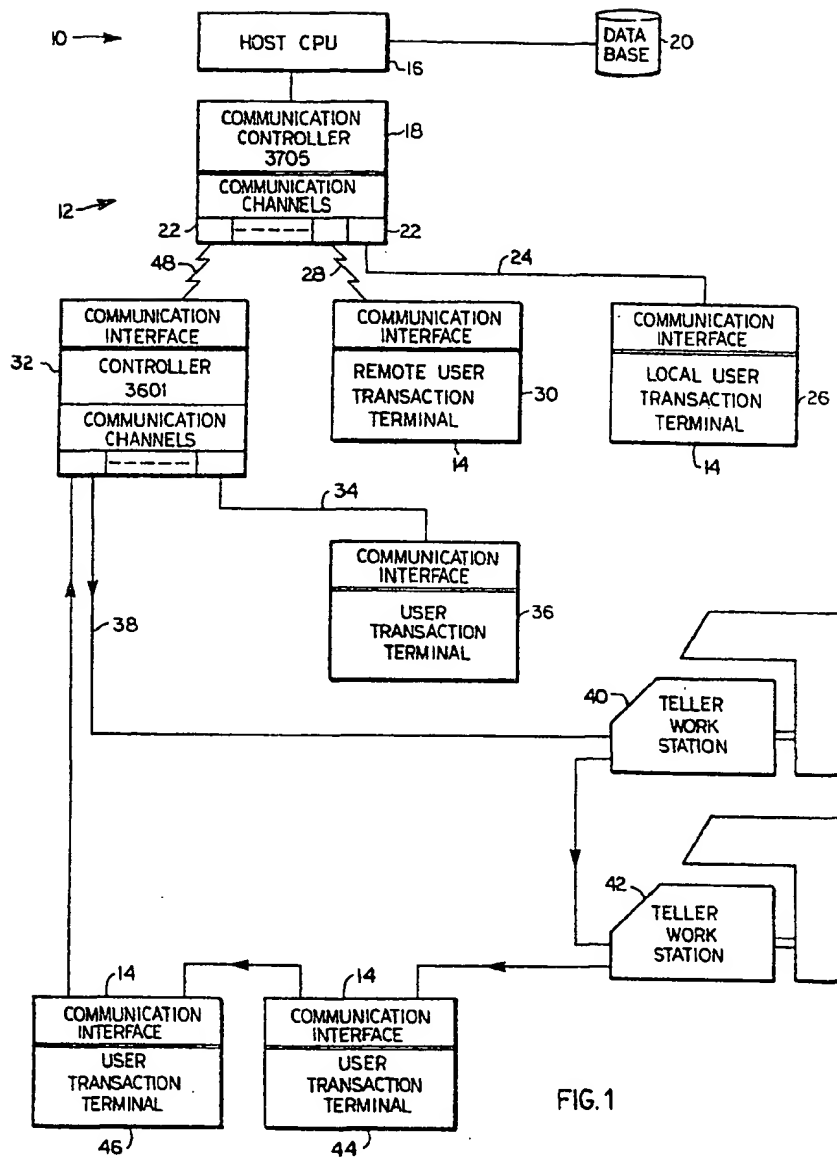 10
HOST CPU
16
DATA
BASE
20
COMMUNICATION
CONTROLLER
3705
18
COMMUNICATION
CHANNELS
12
22
22
48
28
24
COMMUNICATION
INTERFACE
32
CONTROLLER
3601
COMMUNICATION
CHANNELS
COMMUNICATION
INTERFACE
REMOTE USER
TRANSACTION
TERMINAL
30
14
COMMUNICATION
INTERFACE
LOCAL USER
TRANSACTION
TERMINAL
26
14
34
COMMUNICATION
INTERFACE
USER
TRANSACTION
TERMINAL
36
38
40
TELLER
WORK
STATION
42
TELLER
WORK
STATION
14
COMMUNICATION
INTERFACE
USER
TRANSACTION
TERMINAL
46
14
COMMUNICATION
INTERFACE
USER
TRANSACTION
TERMINAL
44
FIG.1